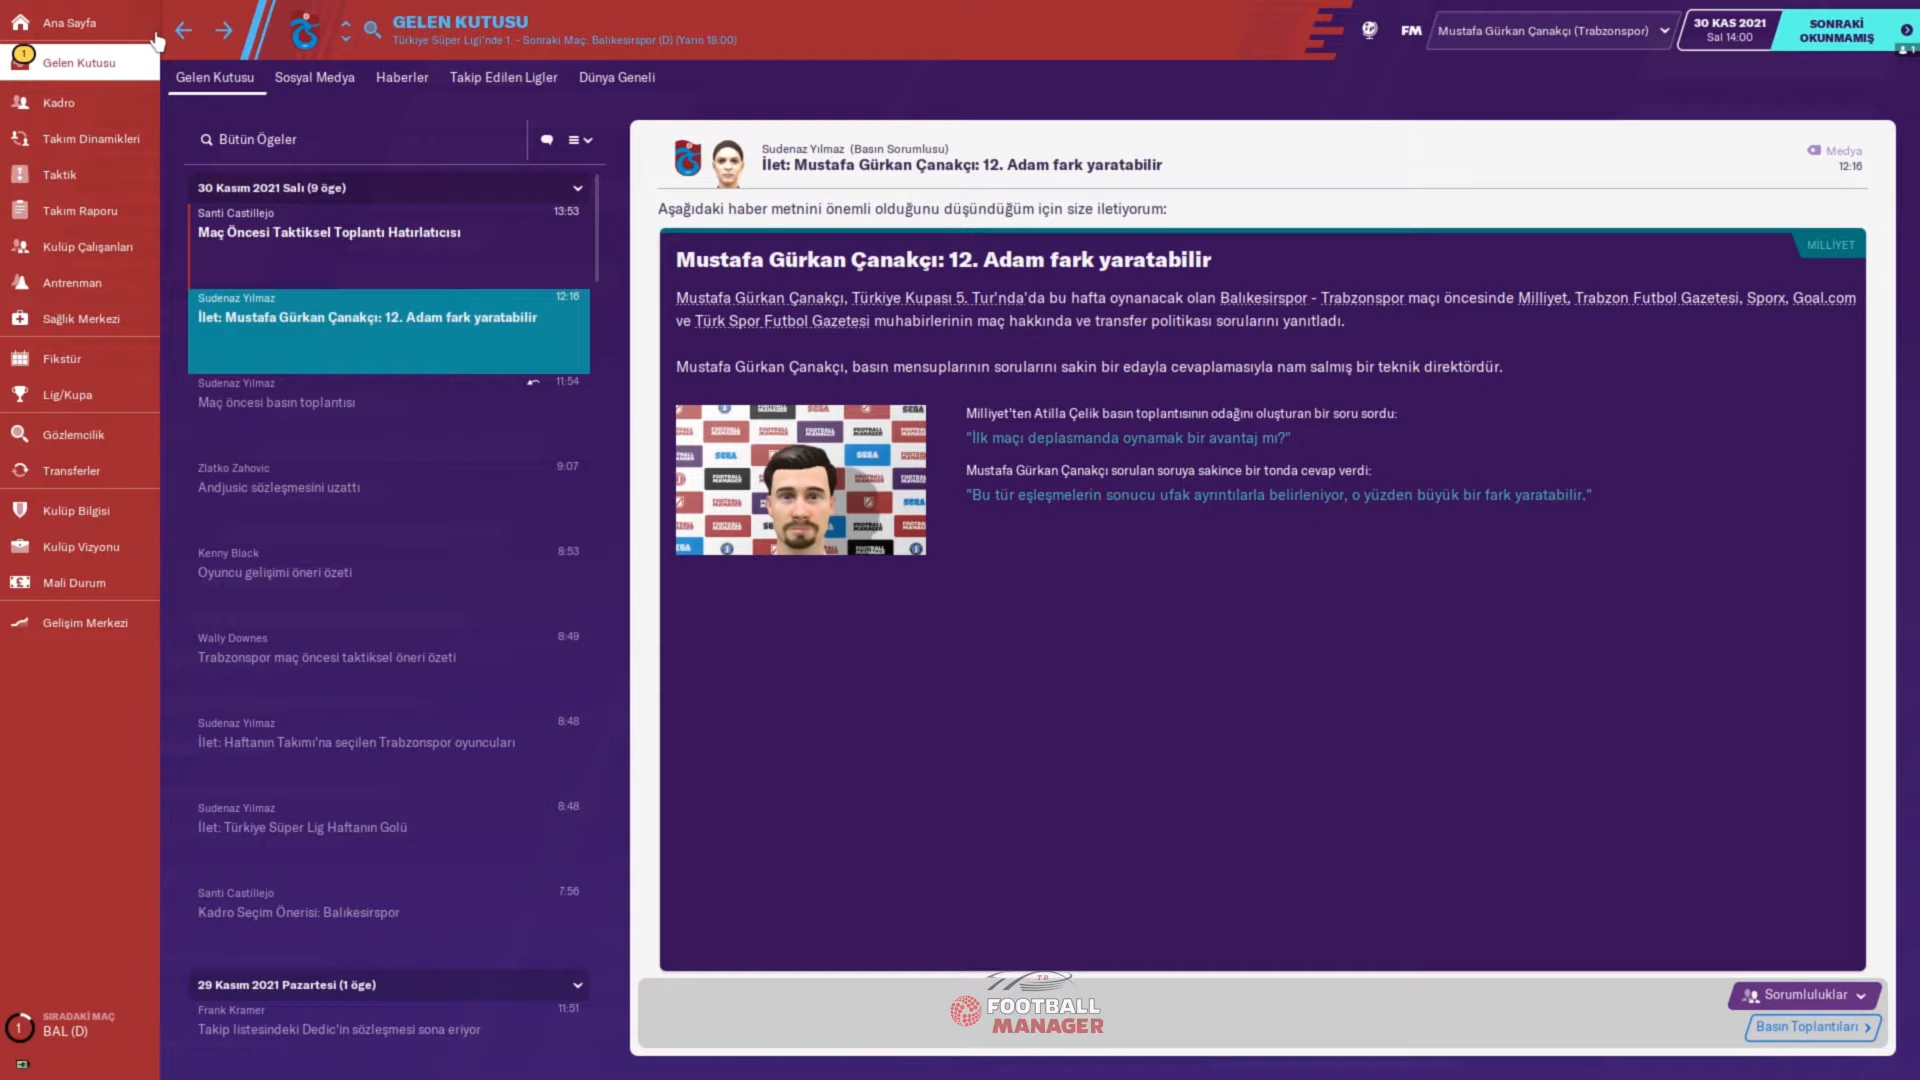 Ana Sayfa
1
Gelen Kutusu
Kadro
Takım Dinamikleri
Taktik
Takım Raporu
Kulüp Çalışanları
Antrenman
Sağlık Merkezi
Fikstür
Lig/Kupa
Gözlemcilik
Transferler
Kulüp Bilgisi
Kulüp Vizyonu
Mali Durum
Gelişim Merkezi
1
SIRADAKİ MAÇ
BAL (D)
GELEN KUTUSU
Türkiye Süper Ligi'nde 1. - Sonraki Maç: Balıkesirspor (D) (Yarın 18:00)
FM
Mustafa Gürkan Çanakçı (Trabzonspor)
30 KAS 2021
Sal 14:00
SONRAKİ
OKUNMAMIŞ
1
Gelen Kutusu Sosyal Medya Haberler Takip Edilen Ligler Dünya Geneli
Bütün Ögeler
30 Kasım 2021 Salı (9 öge)
Santi Castillejo 13:53
Maç Öncesi Taktiksel Toplantı Hatırlatıcısı
Sudenaz Yılmaz 12:16
İlet: Mustafa Gürkan Çanakçı: 12. Adam fark yaratabilir
Sudenaz Yılmaz 11:54
Maç öncesi basın toplantısı
Zlatko Zahovic 9:07
Andjusic sözleşmesini uzattı
Kenny Black 8:53
Oyuncu gelişimi öneri özeti
Wally Downes 8:49
Trabzonspor maç öncesi taktiksel öneri özeti
Sudenaz Yılmaz 8:48
İlet: Haftanın Takımı'na seçilen Trabzonspor oyuncuları
Sudenaz Yılmaz 8:48
İlet: Türkiye Süper Lig Haftanın Golü
Santi Castillejo 7:56
Kadro Seçim Önerisi: Balıkesirspor
29 Kasım 2021 Pazartesi (1 öge)
Frank Kramer 11:51
Takip listesindeki Dedic'in sözleşmesi sona eriyor
Sudenaz Yılmaz (Basın Sorumlusu)
İlet: Mustafa Gürkan Çanakçı: 12. Adam fark yaratabilir
Medya
12:16
Aşağıdaki haber metnini önemli olduğunu düşündüğüm için size iletiyorum:
MİLLİYET
Mustafa Gürkan Çanakçı: 12. Adam fark yaratabilir
Mustafa Gürkan Çanakçı, Türkiye Kupası 5. Tur'nda'da bu hafta oynanacak olan Balıkesirspor - Trabzonspor maçı öncesinde Milliyet, Trabzon Futbol Gazetesi, Sporx, Goal.com
ve Türk Spor Futbol Gazetesi muhabirlerinin maç hakkında ve transfer politikası sorularını yanıtladı.
Mustafa Gürkan Çanakçı, basın mensuplarının sorularını sakin bir edayla cevaplamasıyla nam salmış bir teknik direktördür.
SEGA
FOOTBALL MANAGER
Milliyet'ten Atilla Çelik basın toplantısının odağını oluşturan bir soru sordu:
"İlk maçı deplasmanda oynamak bir avantaj mı?"
Mustafa Gürkan Çanakçı sorulan soruya sakince bir tonda cevap verdi:
"Bu tür eşleşmelerin sonucu ufak ayrıntılarla belirleniyor, o yüzden büyük bir fark yaratabilir."
TR
FOOTBALL
MANAGER
Sorumluluklar
Basın Toplantıları